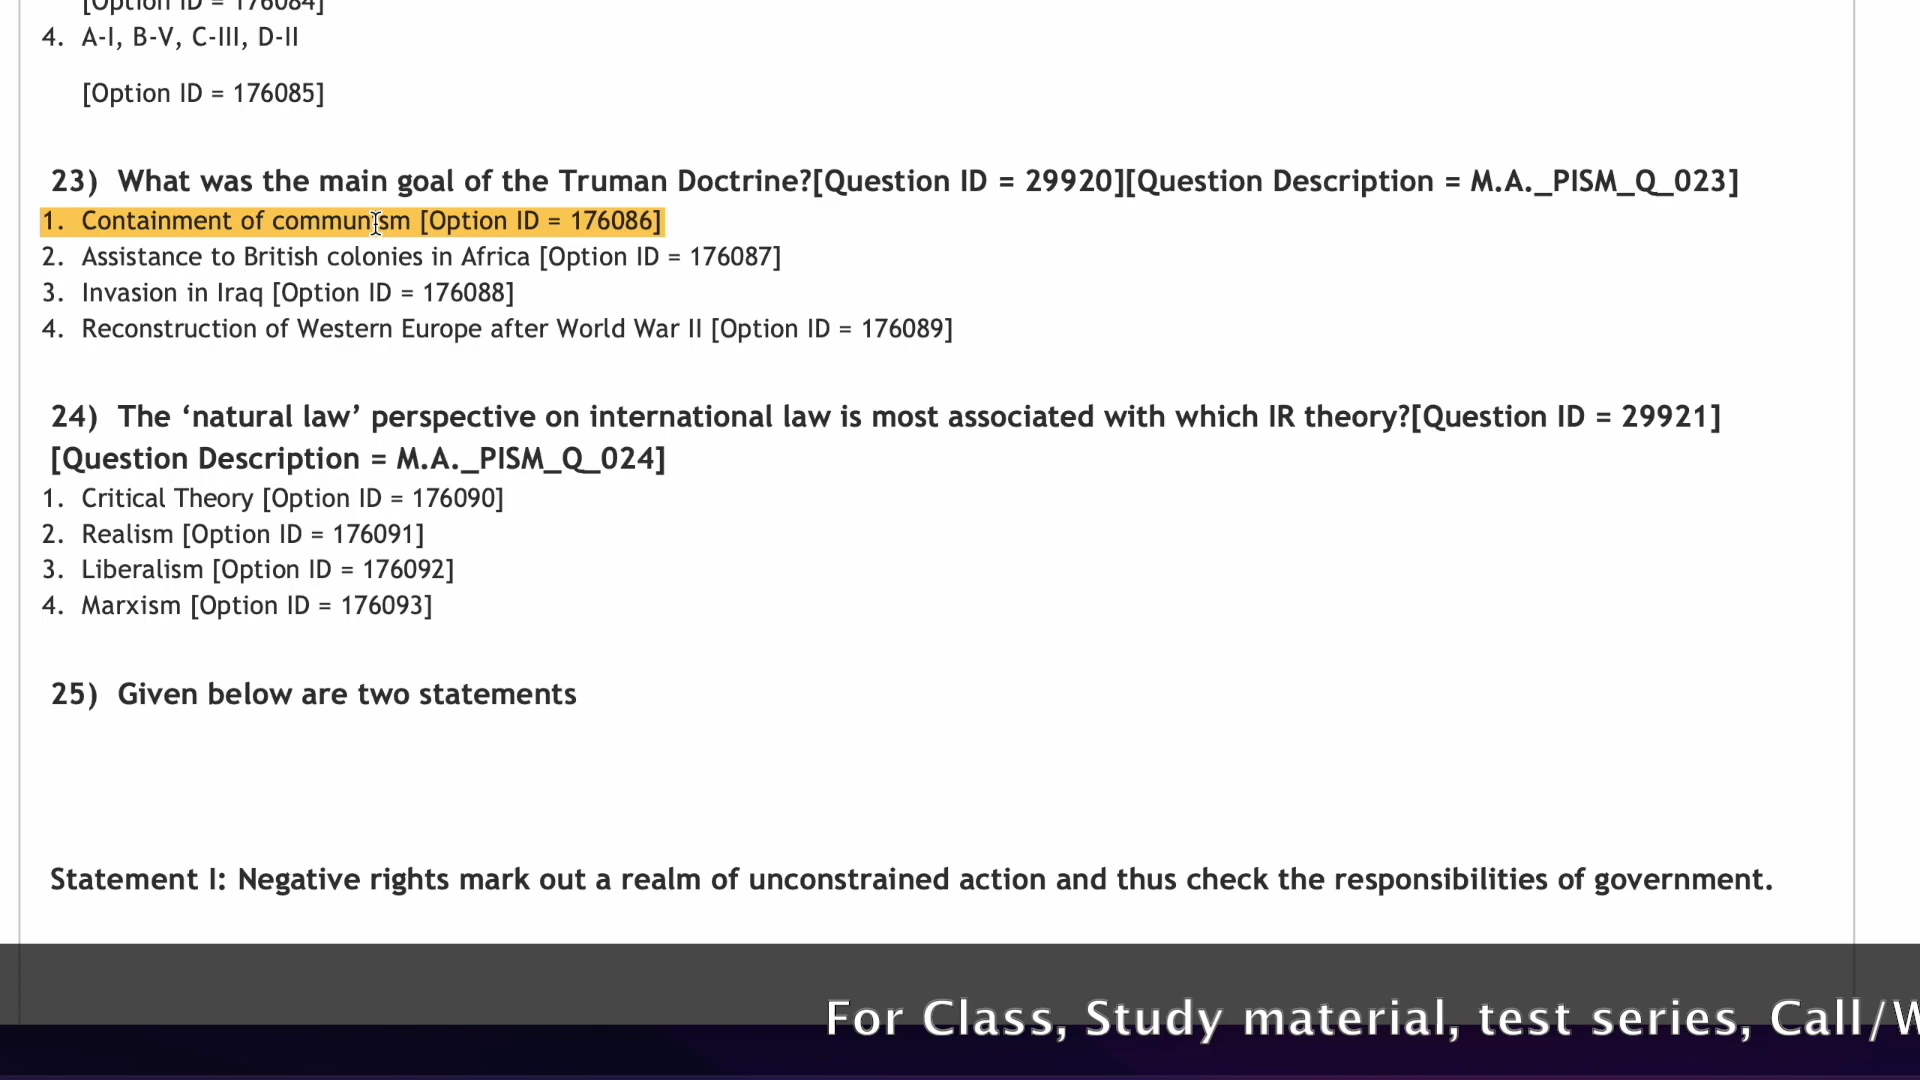 [Option ID = 176084]
4. A-I, B-V, C-III, D-II
[Option ID = 176085]
23) What was the main goal of the Truman Doctrine?[Question ID = 29920][Question Description = M.A._PISM_Q_023]
1. Containment of communism [Option ID = 176086]
2. Assistance to British colonies in Africa [Option ID = 176087]
3. Invasion in Iraq [Option ID = 176088]
4. Reconstruction of Western Europe after World War II [Option ID = 176089]
24) The ‘natural law’ perspective on international law is most associated with which IR theory?[Question ID = 29921]
[Question Description = M.A._PISM_Q_024]
1. Critical Theory [Option ID = 176090]
2. Realism [Option ID = 176091]
3. Liberalism [Option ID = 176092]
4. Marxism [Option ID = 176093]
25) Given below are two statements
Statement I: Negative rights mark out a realm of unconstrained action and thus check the responsibilities of government.
For Class, Study material, test series, Call/W